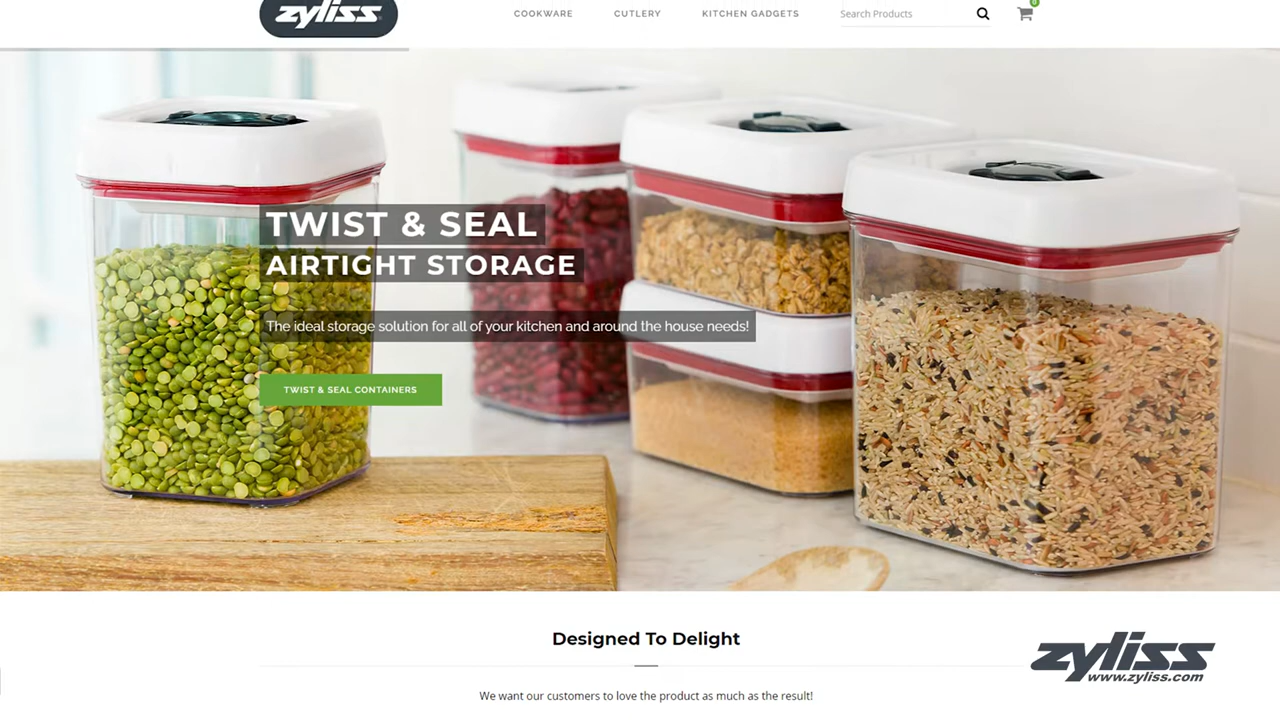 zyliss
COOKWARE
CUTLERY
KITCHEN GADGETS
Search Products
0
TWIST & SEAL
AIRTIGHT STORAGE
The ideal storage solution for all of your kitchen and around the house needs!
TWIST & SEAL CONTAINERS
Designed To Delight
We want our customers to love the product as much as the result!
zyliss
www.zyliss.com